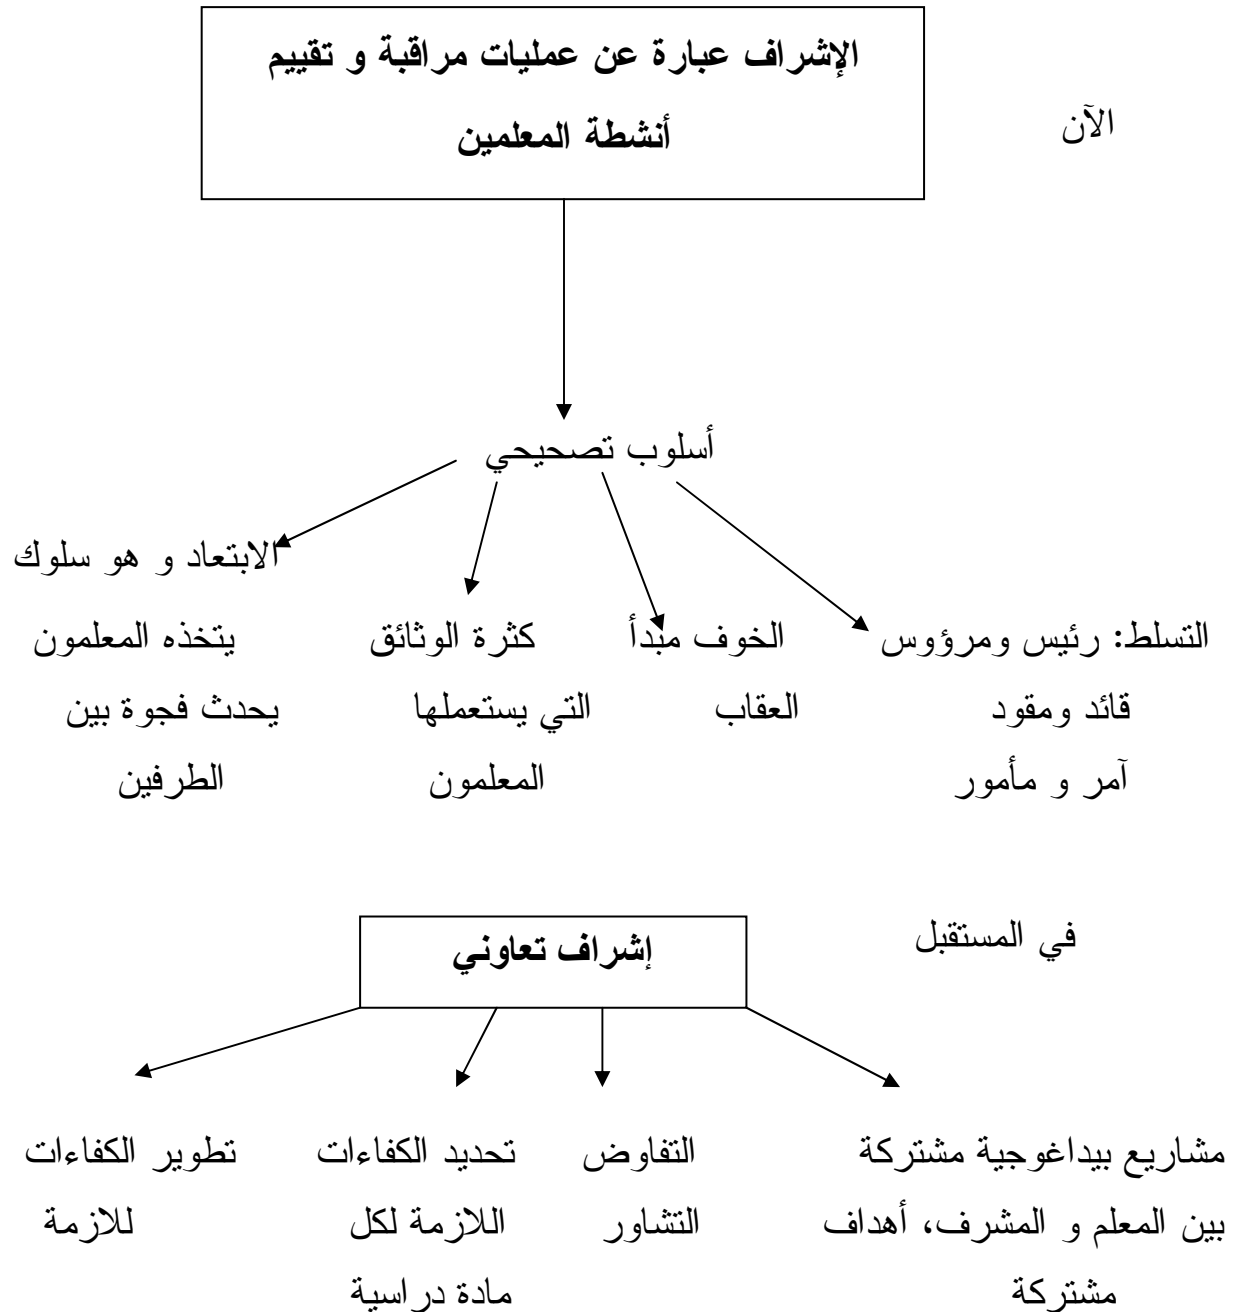 الإشراف عبارة عن عمليات مراقبة و تقييم
أنشطة المعلمين
الآن
أسلوب تصحيحي
التسلط: رئيس ومرؤوس
قائد ومقود
آمر و مأمور
الخوف مبدأ
العقاب
كثرة الوثائق
التي يستعملها
المعلمون
الابتعاد و هو سلوك
يتخذه المعلمون
يحدث فجوة بين
الطرفين
في المستقبل
إشراف تعاوني
مشاريع بيداغوجية مشتركة
بين المعلم و المشرف، أهداف
مشتركة
التفاوض
التشاور
تحديد الكفاءات
اللازمة لكل
مادة دراسية
تطوير الكفاءات
للازمة